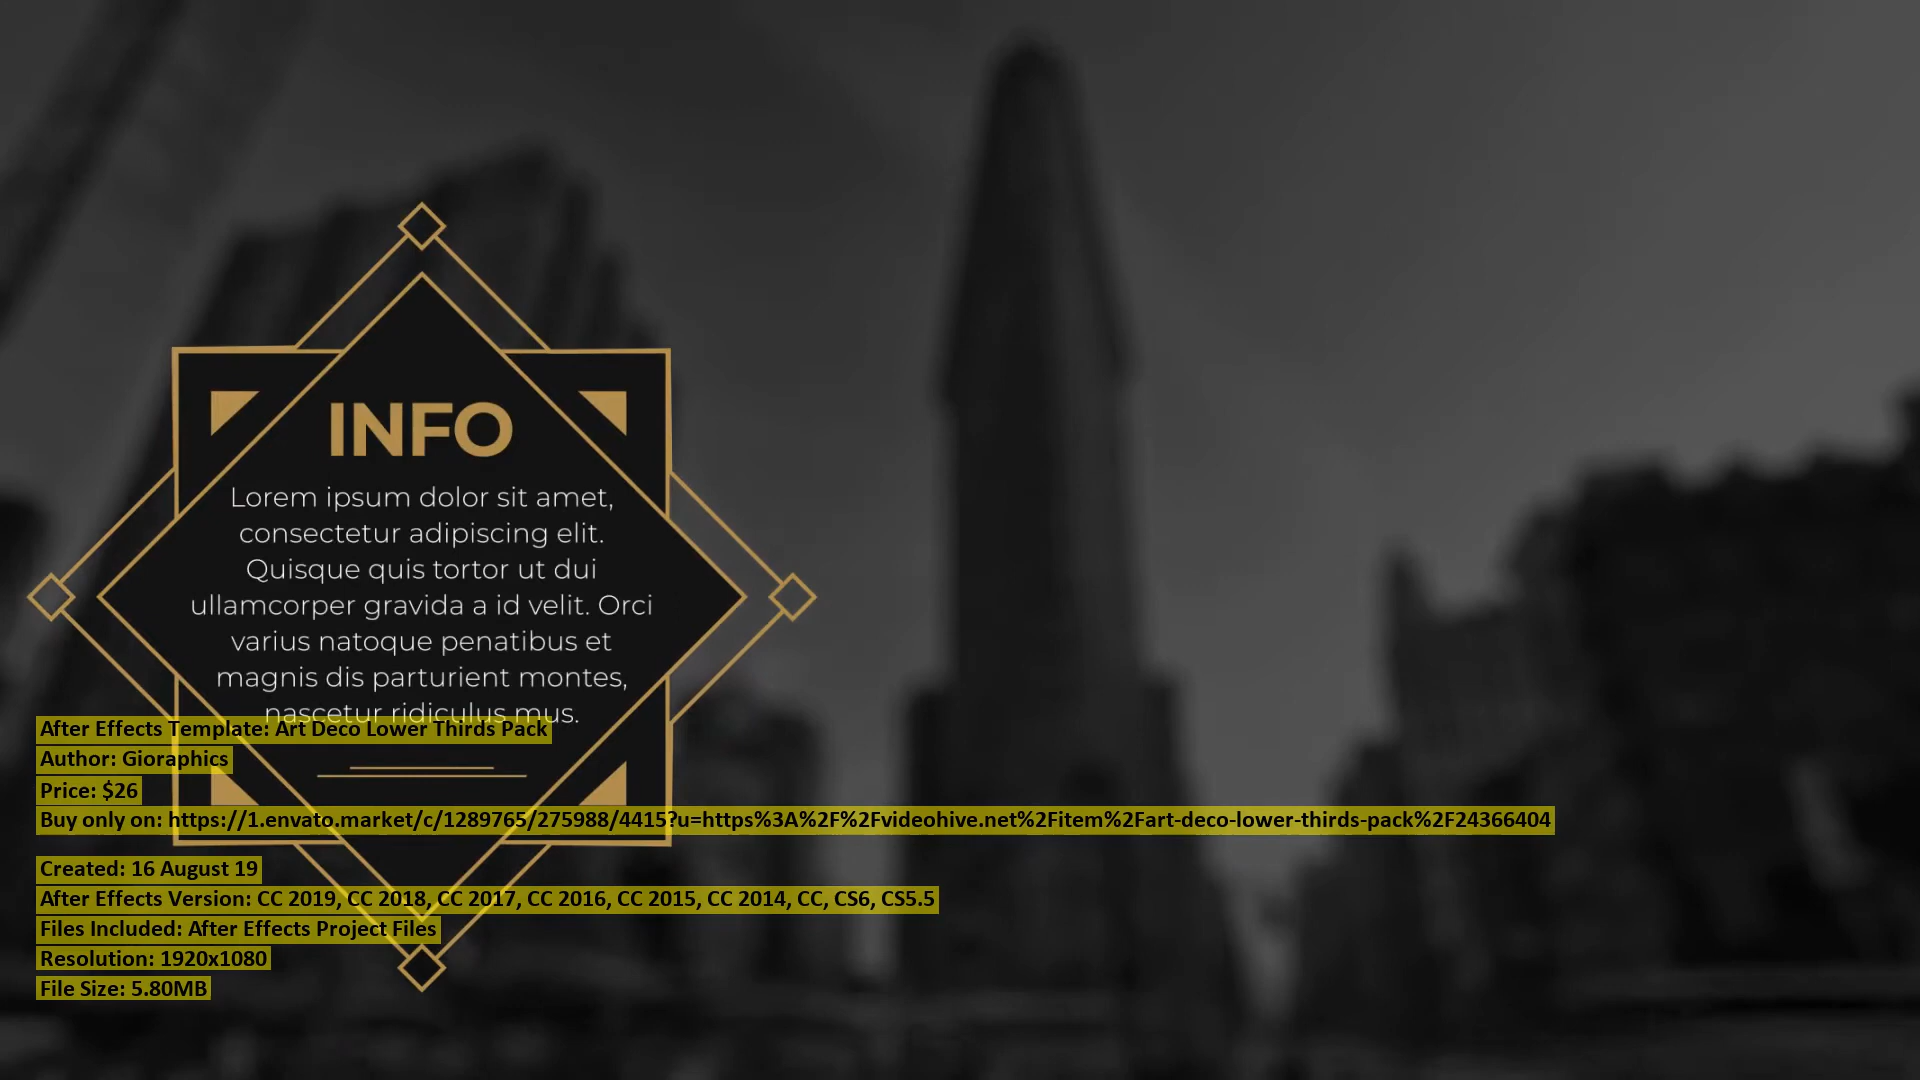 INFO
Lorem ipsum dolor sit amet,
consectetur adipiscing elit.
Quisque quis tortor ut dui
ullamcorper gravida a id velit. Orci
varius natoque penatibus et
magnis dis parturient montes,
nascetur ridiculus mus.
After Effects Template: Art Deco Lower Thirds Pack
Author: Gioraphics
Price: $26
Buy only on: https://1.envato.market/c/1289765/275988/4415?u=https%3A%2F%2Fvideohive.net%2Fitem%2Fart-deco-lower-thirds-pack%2F24366404
Created: 16 August 19
After Effects Version: CC 2019, CC 2018, CC 2017, CC 2016, CC 2015, CC 2014, CC, CS6, CS5.5
Files Included: After Effects Project Files
Resolution: 1920x1080
File Size: 5.80MB